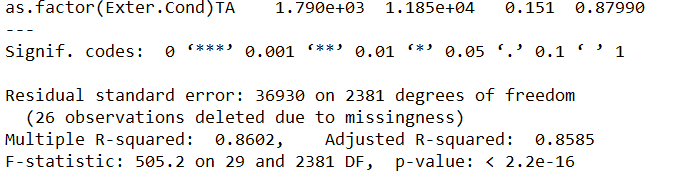 as.factor(Exter.Cond)TA    1.790e+03  1.185e+04   0.151  0.87990
---
Signif. codes:  0 ‘***’ 0.001 ‘**’ 0.01 ‘*’ 0.05 ‘.’ 0.1 ‘ ’ 1
Residual standard error: 36930 on 2381 degrees of freedom
  (26 observations deleted due to missingness)
Multiple R-squared:  0.8602,    Adjusted R-squared:  0.8585
F-statistic: 505.2 on 29 and 2381 DF,  p-value: < 2.2e-16